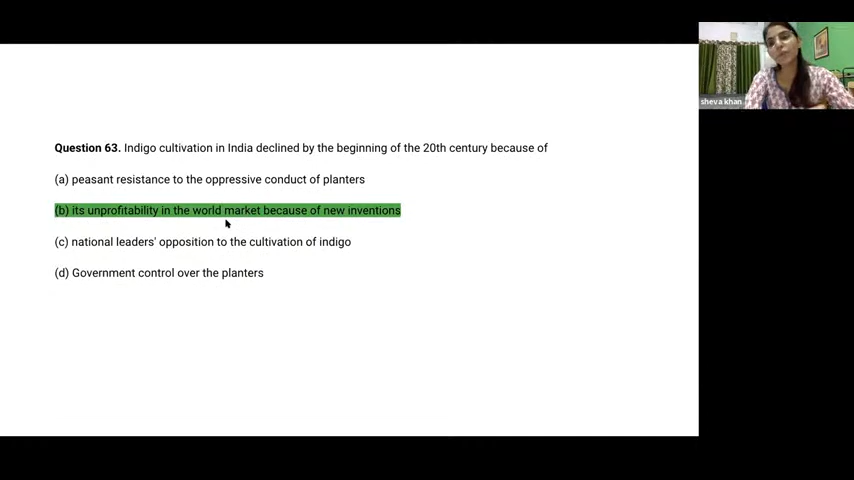 sheva khan
Question 63. Indigo cultivation in India declined by the beginning of the 20th century because of
(a) peasant resistance to the oppressive conduct of planters
(b) its unprofitability in the world market because of new inventions
(c) national leaders' opposition to the cultivation of indigo
(d) Government control over the planters